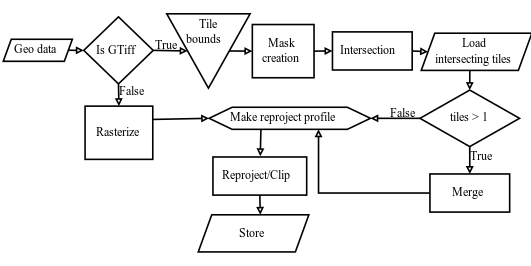 Geo data
Is GTiff
True
Tile
bounds
Mask
creation
Intersection
Load
intersecting tiles
False
Rasterize
Make reproject profile
False
tiles > 1
True
Reproject/Clip
Merge
Store